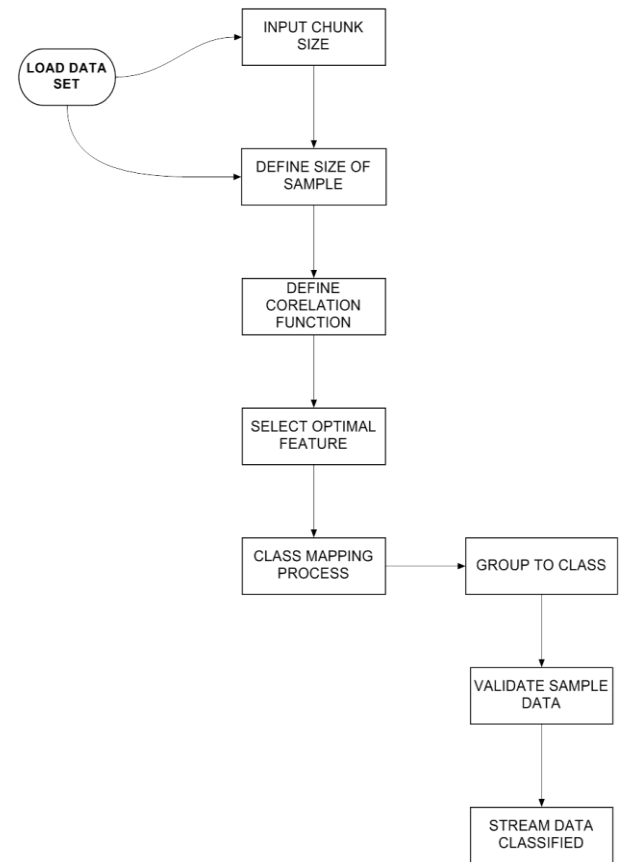 INPUT CHUNK
SIZE
LOAD DATA
SET
DEFINE SIZE OF
SAMPLE
DEFINE
CORELATION
FUNCTION
SELECT OPTIMAL
FEATURE
CLASS MAPPING
PROCESS
GROUP TO CLASS
VALIDATE SAMPLE
DATA
STREAM DATA
CLASSIFIED